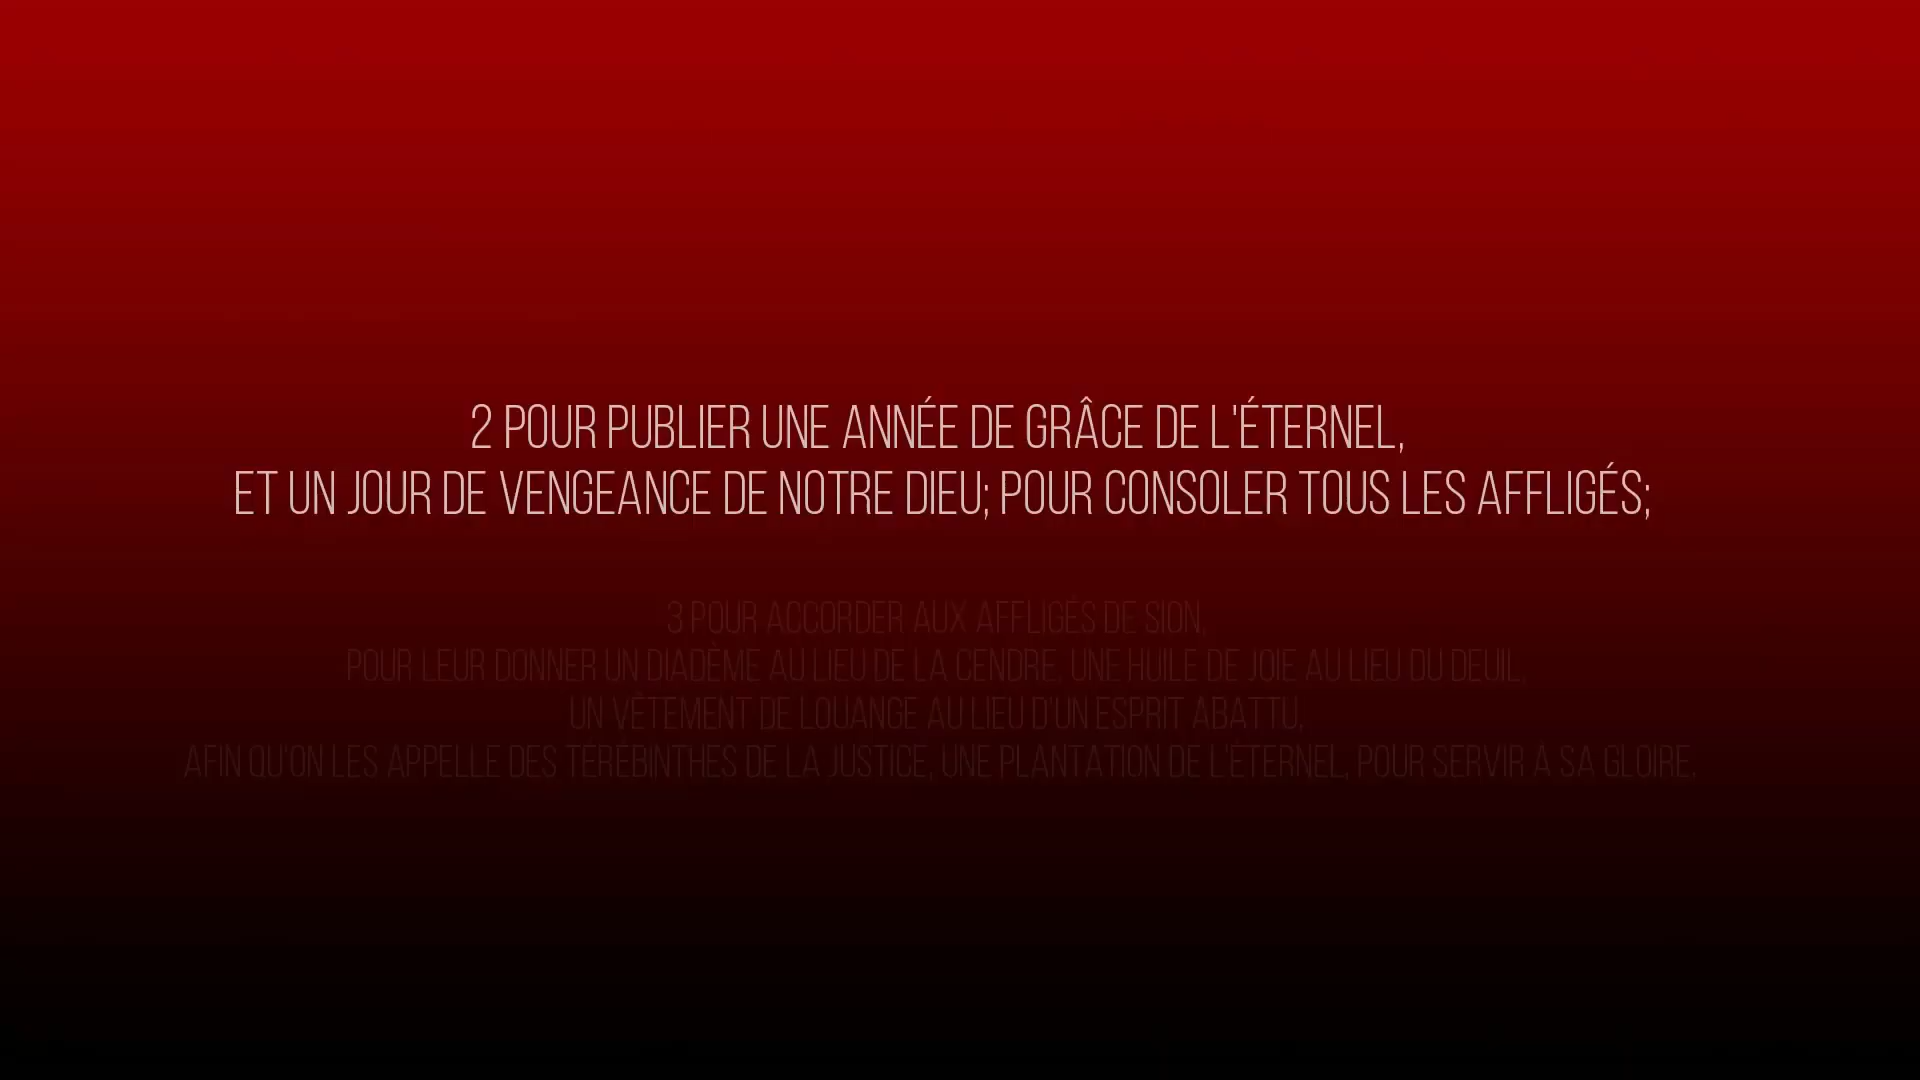 2 POUR PUBLIER UNE ANNÉE DE GRÂCE DE L'ÉTERNEL,
ET UN JOUR DE VENGEANCE DE NOTRE DIEU; POUR CONSOLER TOUS LES AFFLIGÉS;
3 POUR ACCORDER AUX AFFLIGÉS DE SION,
POUR LEUR DONNER UN DIADÈME AU LIEU DE LA CENDRE, UNE HUILE DE JOIE AU LIEU DU DEUIL,
UN VÊTEMENT DE LOUANGE AU LIEU D'UN ESPRIT ABATTU,
AFIN QU'ON LES APPELLE DES TÉRÉBINTHES DE LA JUSTICE, UNE PLANTATION DE L'ÉTERNEL, POUR SERVIR À SA GLOIRE.